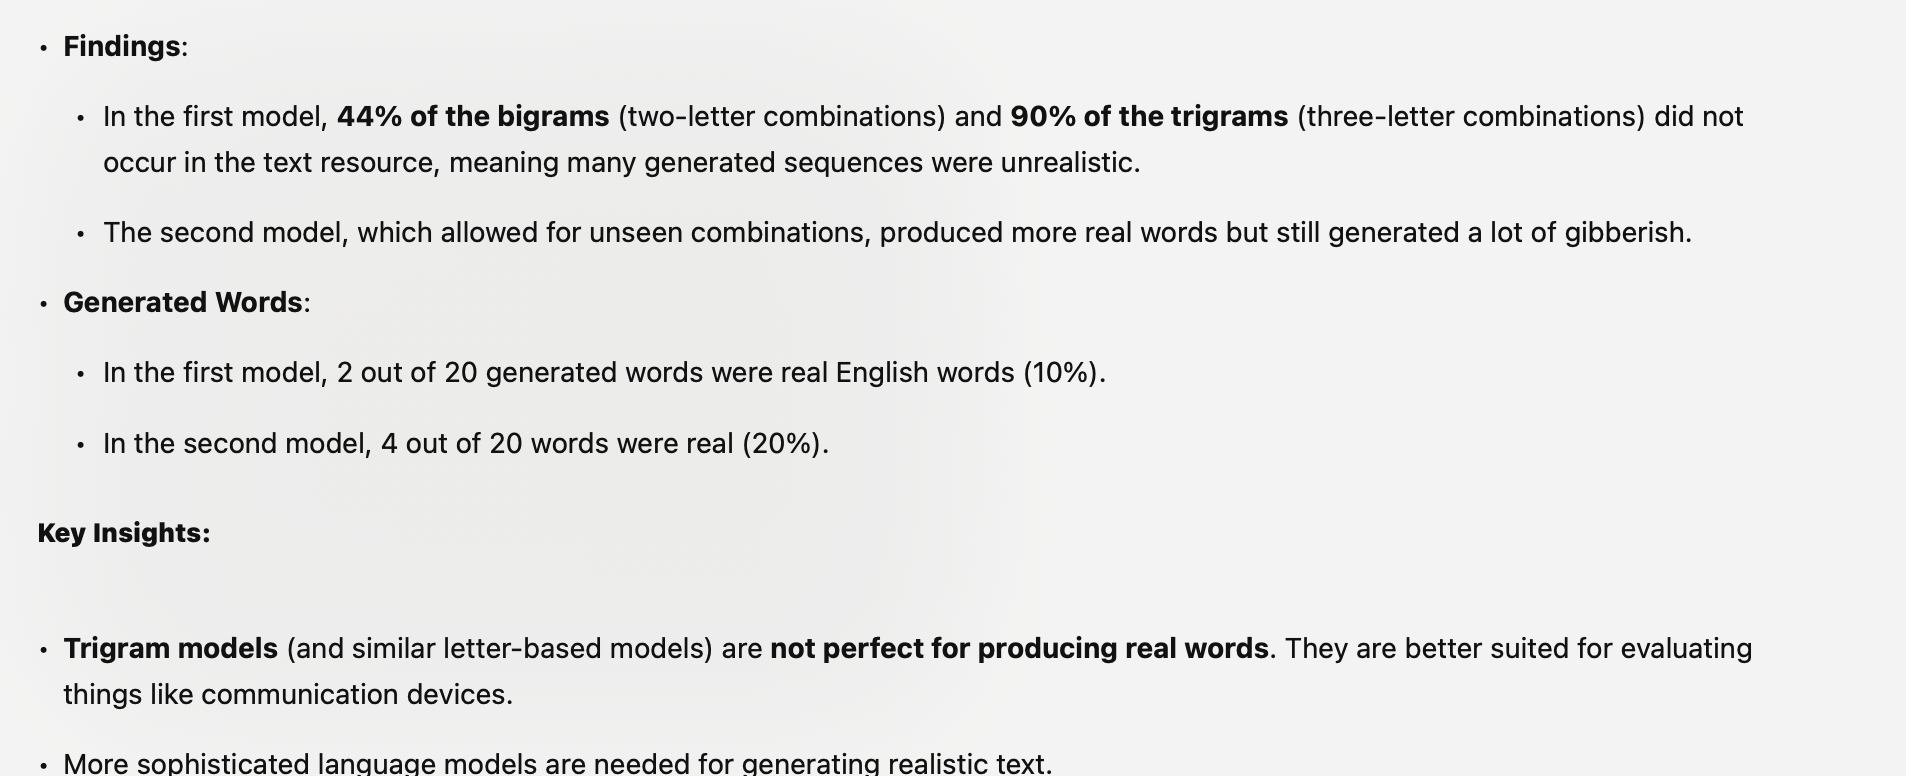 • Findings:
• In the first model, 44% of the bigrams (two-letter combinations) and 90% of the trigrams (three-letter combinations) did not
occur in the text resource, meaning many generated sequences were unrealistic.
• The second model, which allowed for unseen combinations, produced more real words but still generated a lot of gibberish.
• Generated Words:
• In the first model, 2 out of 20 generated words were real English words (10%).
• In the second model, 4 out of 20 words were real (20%).
Key Insights:
• Trigram models (and similar letter-based models) are not perfect for producing real words. They are better suited for evaluating
things like communication devices.
• More sophisticated language models are needed for generating realistic text.